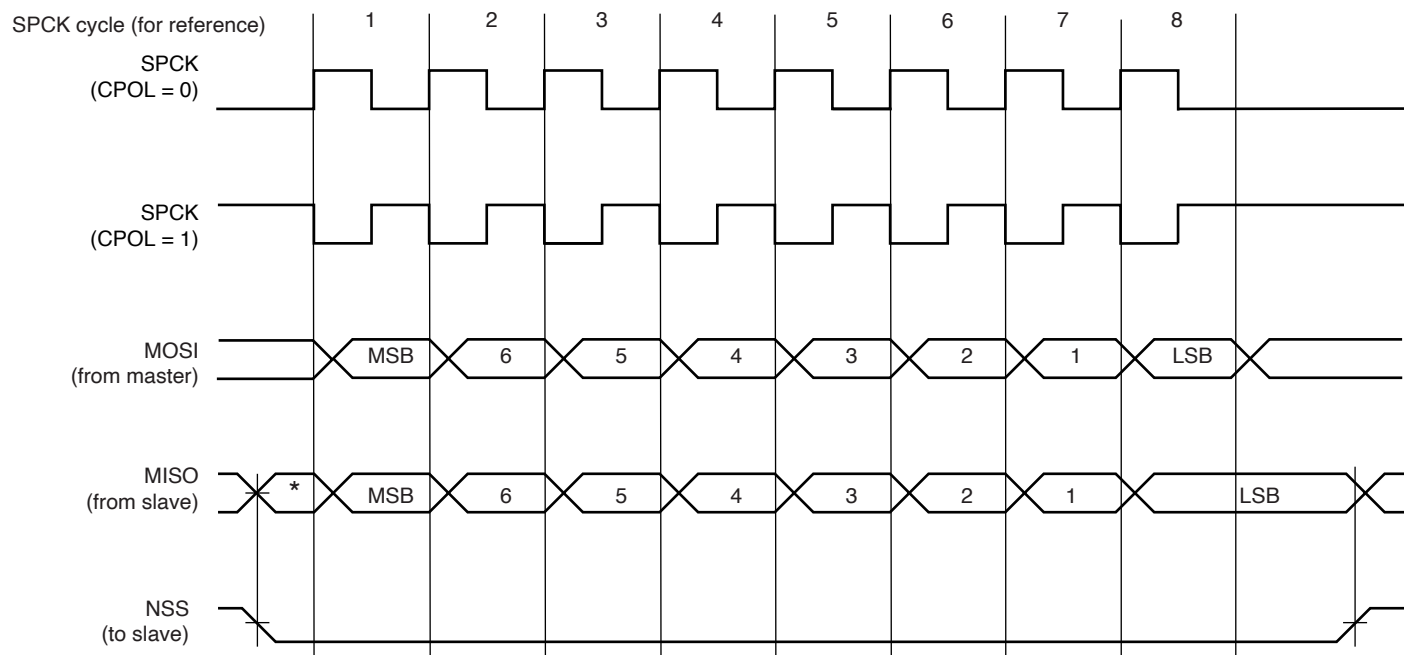 SPCK cycle (for reference) 1 2 3 4 5 6 7 8
SPCK
(CPOL = 0)
SPCK
(CPOL = 1)
MOSI
(from master)
MSB 6 5 4 3 2 1 LSB
MISO
(from slave)
* MSB 6 5 4 3 2 1 LSB
NSS
(to slave)